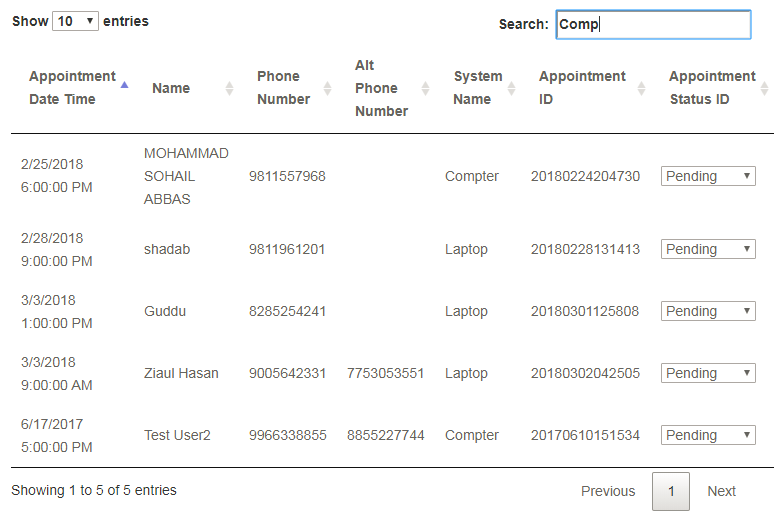 Show 10 entries Search: Comp
Appointment Date Time Name Phone Number Alt Phone Number System Name Appointment ID Appointment Status ID
2/25/2018 6:00:00 PM MOHAMMAD SOHAIL ABBAS 9811557968 Compter 20180224204730 Pending
2/28/2018 9:00:00 PM shadab 9811961201 Laptop 20180228131413 Pending
3/3/2018 1:00:00 PM Guddu 8285254241 Laptop 20180301125808 Pending
3/3/2018 9:00:00 AM Ziaul Hasan 9005642331 7753053551 Laptop 20180302042505 Pending
6/17/2017 5:00:00 PM Test User2 9966338855 8855227744 Compter 20170610151534 Pending
Showing 1 to 5 of 5 entries Previous 1 Next